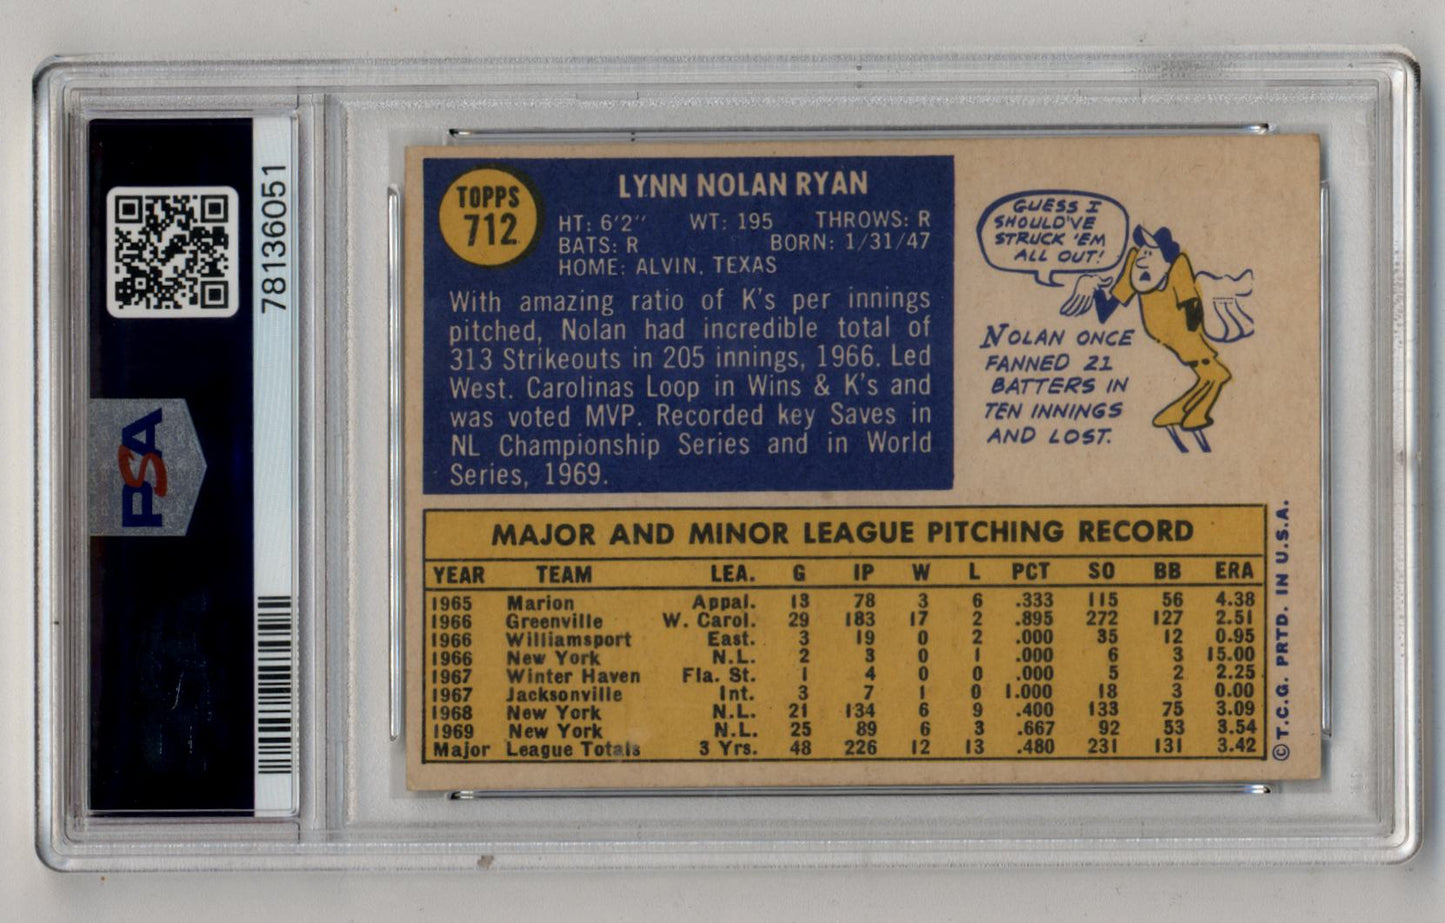 78136051
PSA
TOPPS
712
LYNN NOLAN RYAN
HT: 6'2" WT: 195 THROWS: R
BATS: R BORN: 1/31/47
HOME: ALVIN, TEXAS
With amazing ratio of K's per innings
pitched, Nolan had incredible total of
313 Strikeouts in 205 innings, 1966. Led
West. Carolinas Loop in Wins & K's and
was voted MVP. Recorded key Saves in
NL Championship Series and in World
Series, 1969.
GUESS I
SHOULD'VE
STRUCK 'EM
ALL OUT!
NOLAN ONCE
FANNED 21
BATTERS IN
TEN INNINGS
AND LOST.
MAJOR AND MINOR LEAGUE PITCHING RECORD
YEAR TEAM LEA. G IP W L PCT SO BB ERA
1965 Marion Appal. 13 78 3 6 .333 115 56 4.38
1966 Greenville W. Carol. 29 183 17 2 .895 272 127 2.51
1966 Williamsport East. 3 19 0 2 .000 35 12 0.95
1966 New York N.L. 2 3 0 1 .000 6 3 15.00
1967 Winter Haven Fla. St. 1 4 0 0 .000 5 2 2.25
1967 Jacksonville Int. 3 7 1 0 1.000 18 3 0.00
1968 New York N.L. 21 134 6 9 .400 133 75 3.09
1969 New York N.L. 25 89 6 3 .667 92 53 3.54
Major League Totals 3 Yrs. 48 226 12 13 .480 231 131 3.42
© T.C.G. PRTD. IN U.S.A.